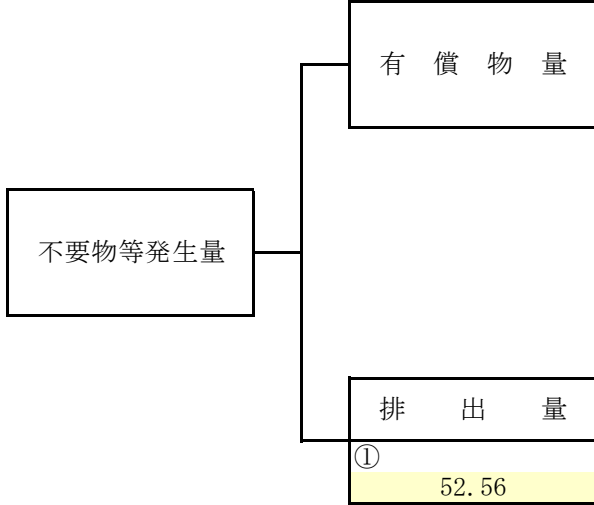 有償物量
不要物等発生量
排出量
①
52.56